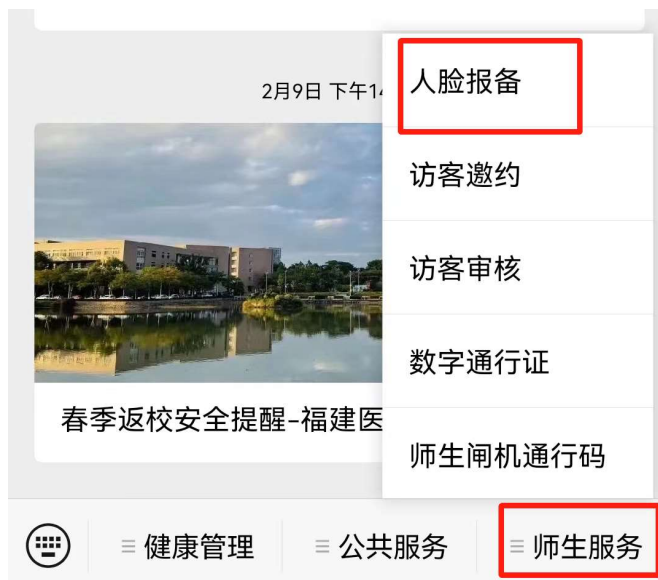 2月9日 下午14
人脸报备
访客邀约
访客审核
数字通行证
师生闸机通行码
春季返校安全提醒-福建医
健康管理
公共服务
师生服务